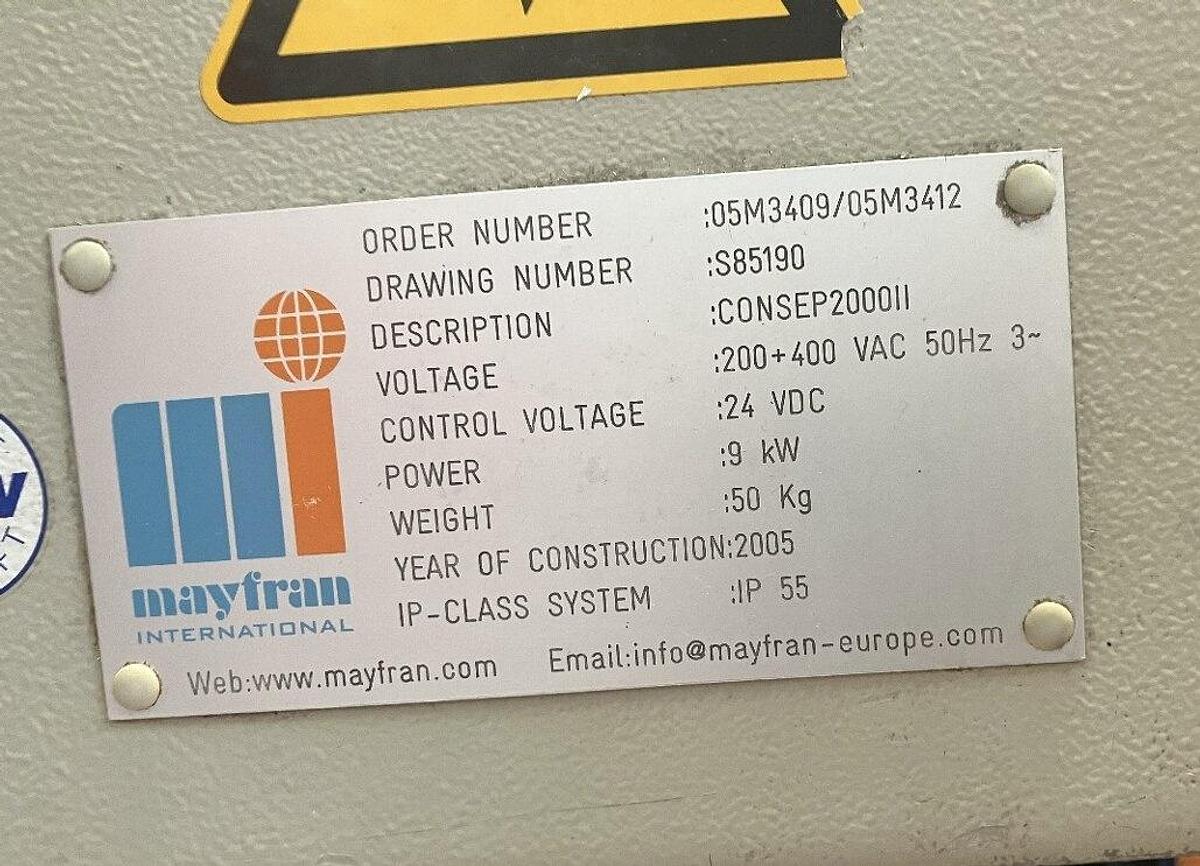 ORDER NUMBER :05M3409/05M3412
DRAWING NUMBER :S85190
DESCRIPTION :CONSEP2000II
VOLTAGE :200+400 VAC 50Hz 3~
CONTROL VOLTAGE :24 VDC
POWER :9 kW
WEIGHT :50 Kg
YEAR OF CONSTRUCTION:2005
IP-CLASS SYSTEM :IP 55
mayfran
INTERNATIONAL
Web:www.mayfran.com Email:info@mayfran-europe.com